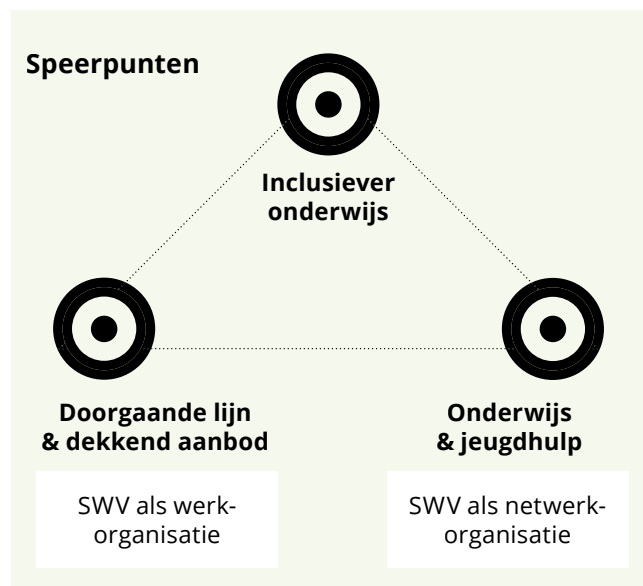 Speerpunten
Inclusiever
onderwijs
Doorgaande lijn
& dekkend aanbod
Onderwijs
& jeugdhulp
SWV als werk-
organisatie
SWV als netwerk-
organisatie